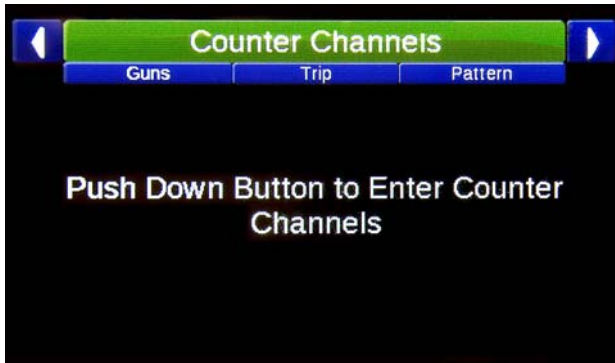 Counter Channels
Guns Trip Pattern
Push Down Button to Enter Counter
Channels